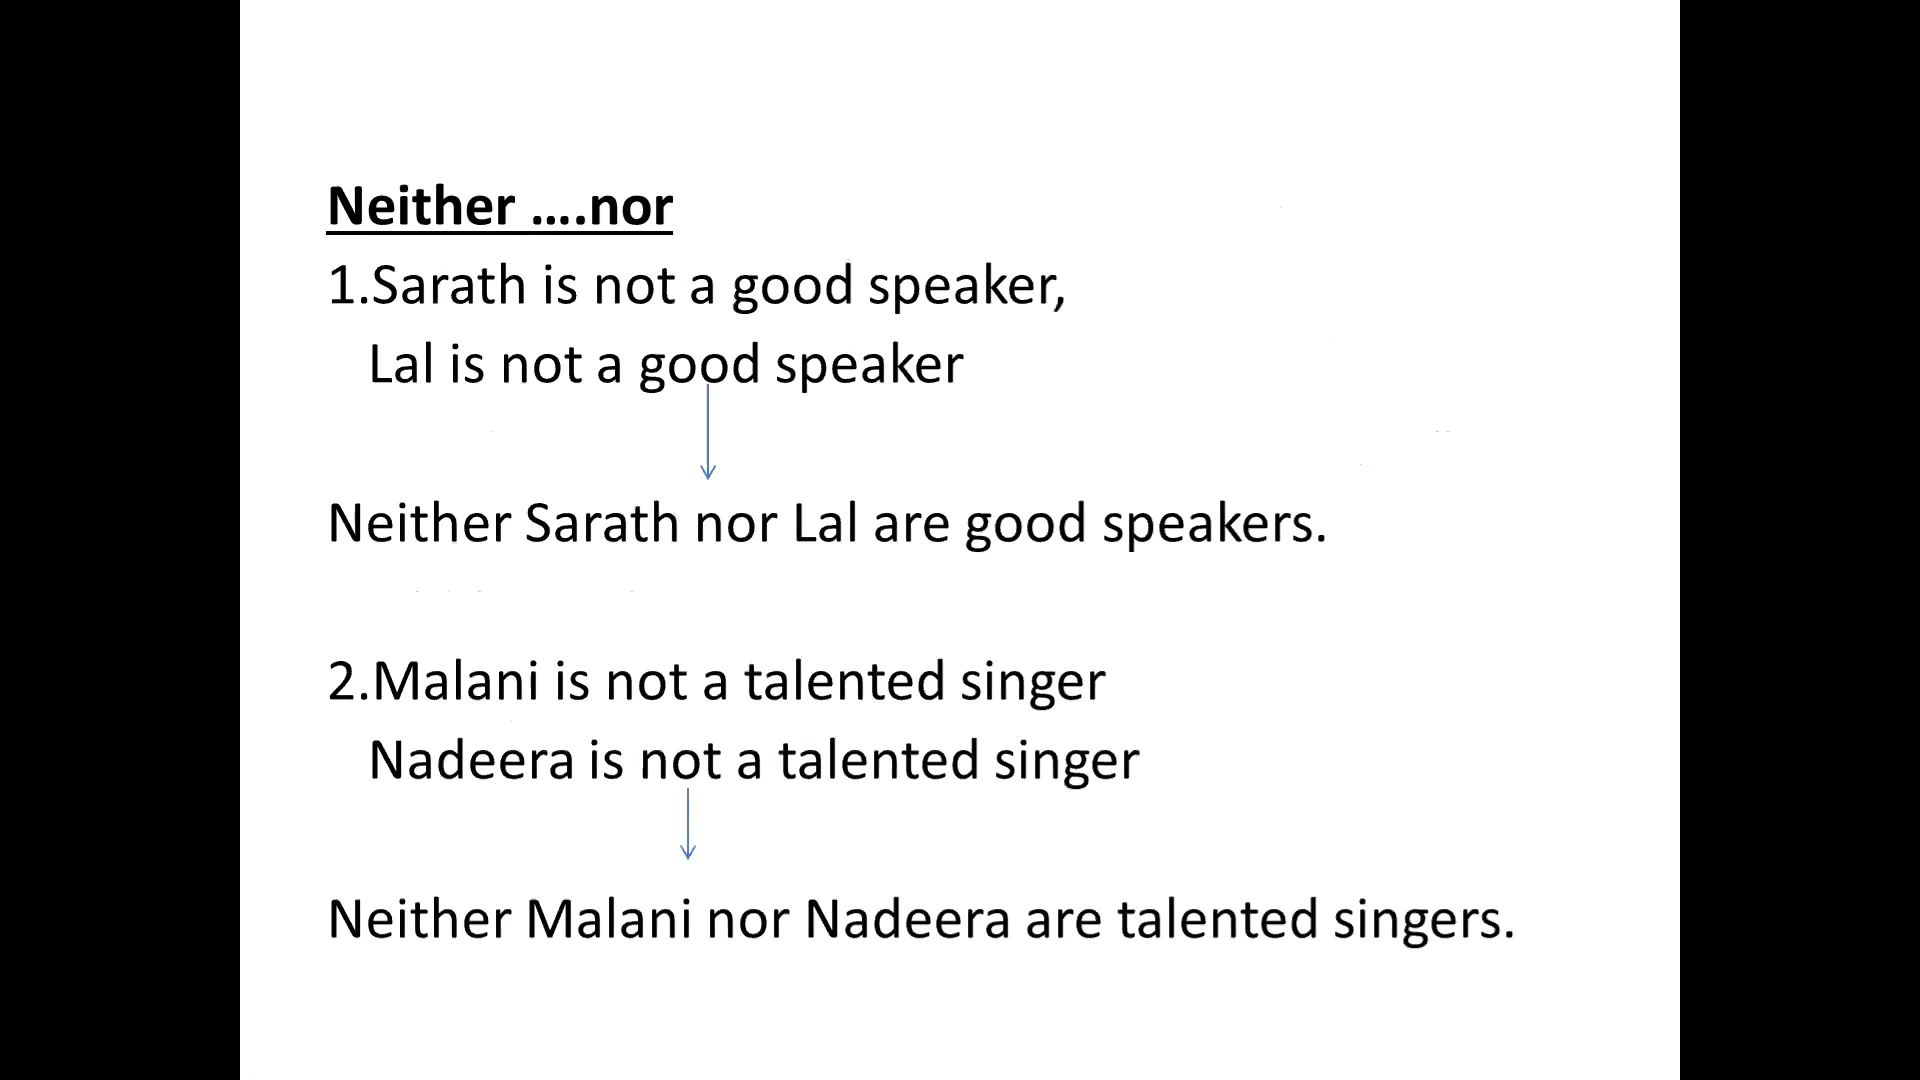 Neither ….nor
1.Sarath is not a good speaker,
Lal is not a good speaker
Neither Sarath nor Lal are good speakers.
2.Malani is not a talented singer
Nadeera is not a talented singer
Neither Malani nor Nadeera are talented singers.